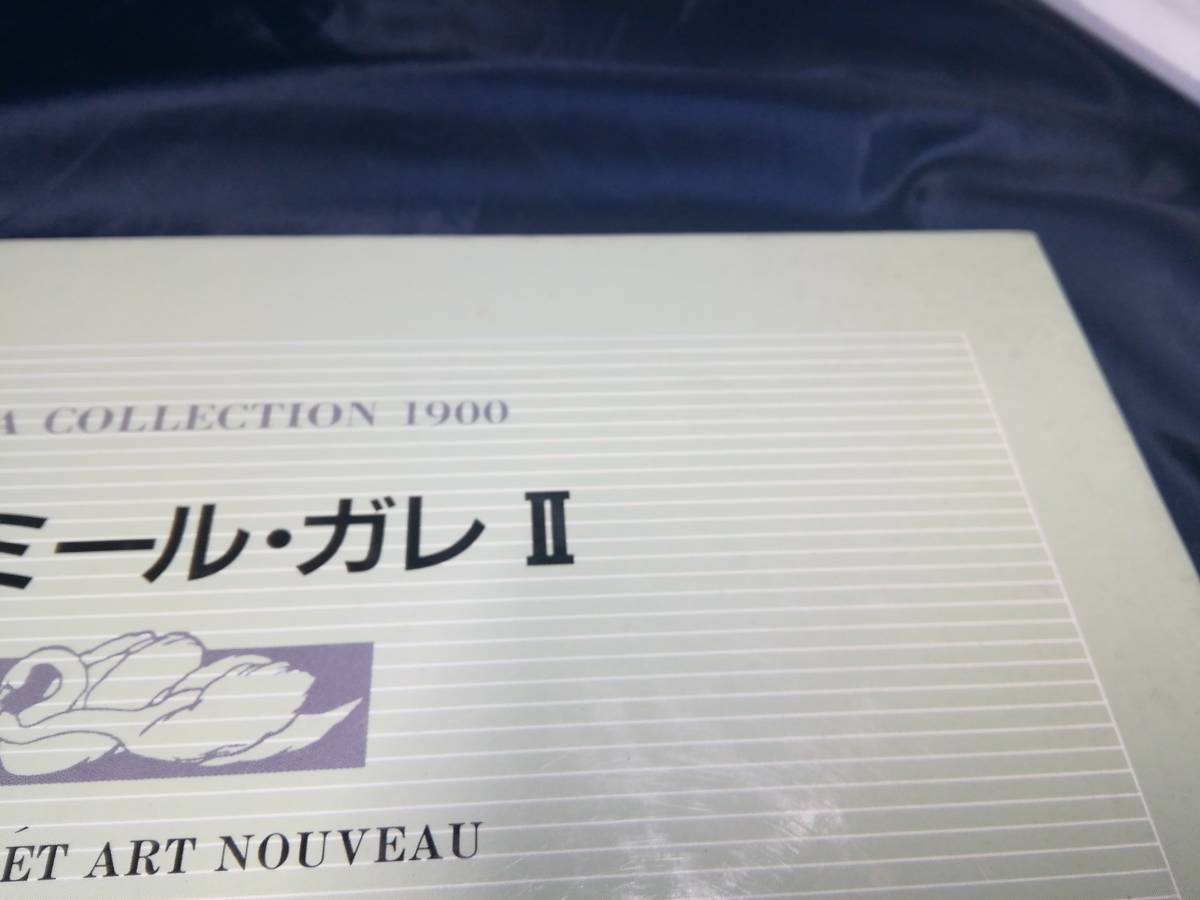 A COLLECTION 1900
ミール・ガレ II
ÉT ART NOUVEAU